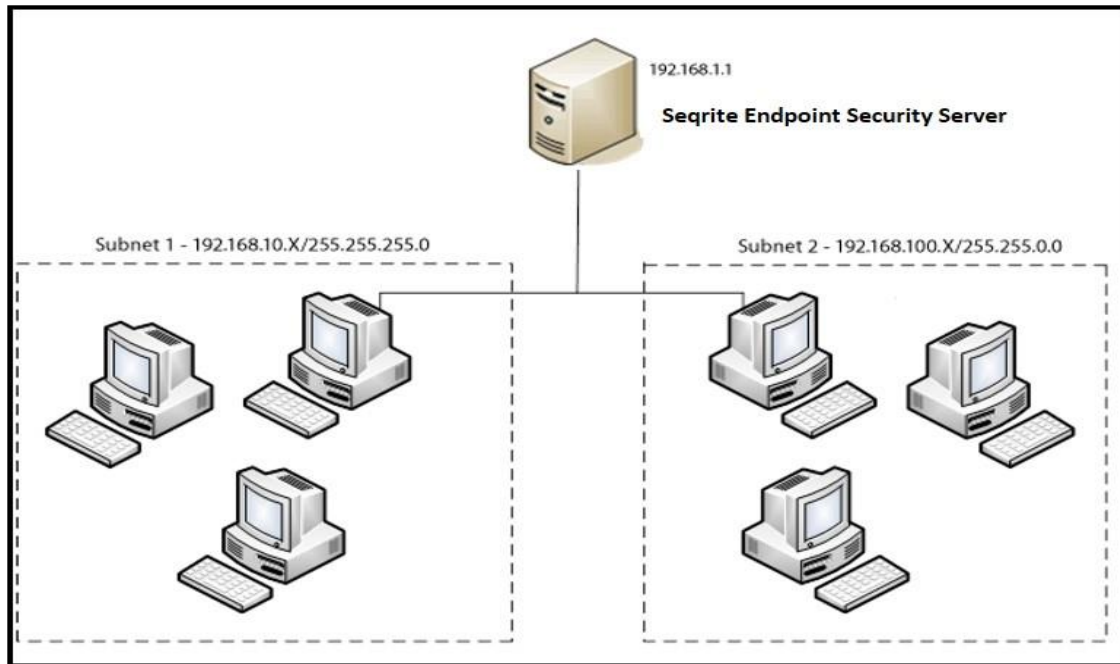 192.168.1.1
Seqrite Endpoint Security Server
Subnet 1 - 192.168.10.X/255.255.255.0
Subnet 2 - 192.168.100.X/255.255.0.0